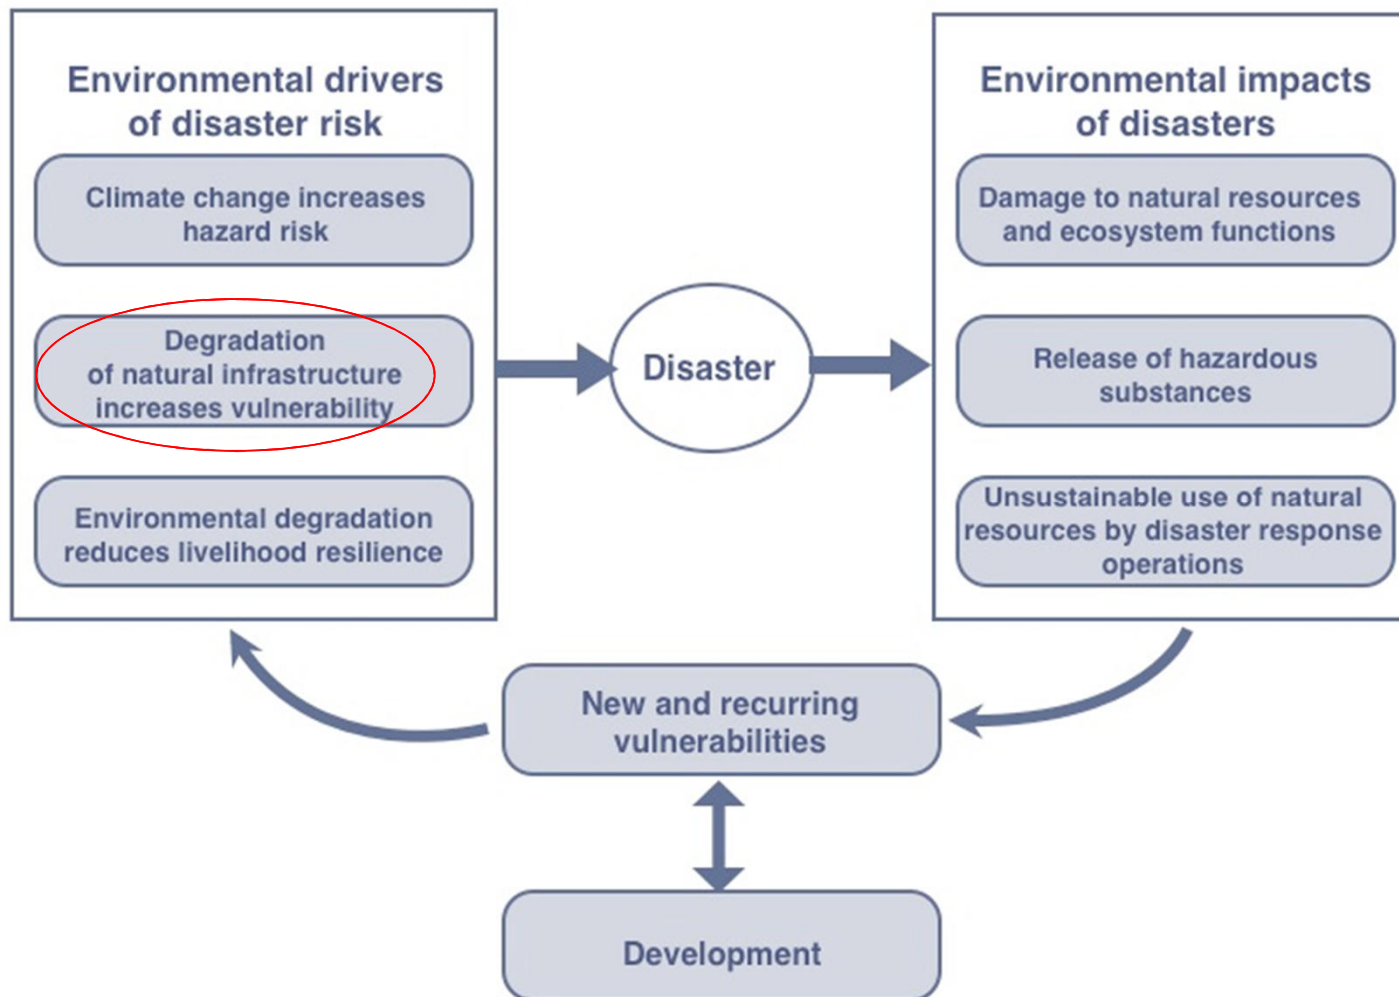 Environmental drivers
of disaster risk
Climate change increases
hazard risk
Degradation
of natural infrastructure
increases vulnerability
Environmental degradation
reduces livelihood resilience
Disaster
Environmental impacts
of disasters
Damage to natural resources
and ecosystem functions
Release of hazardous
substances
Unsustainable use of natural
resources by disaster response
operations
New and recurring
vulnerabilities
Development